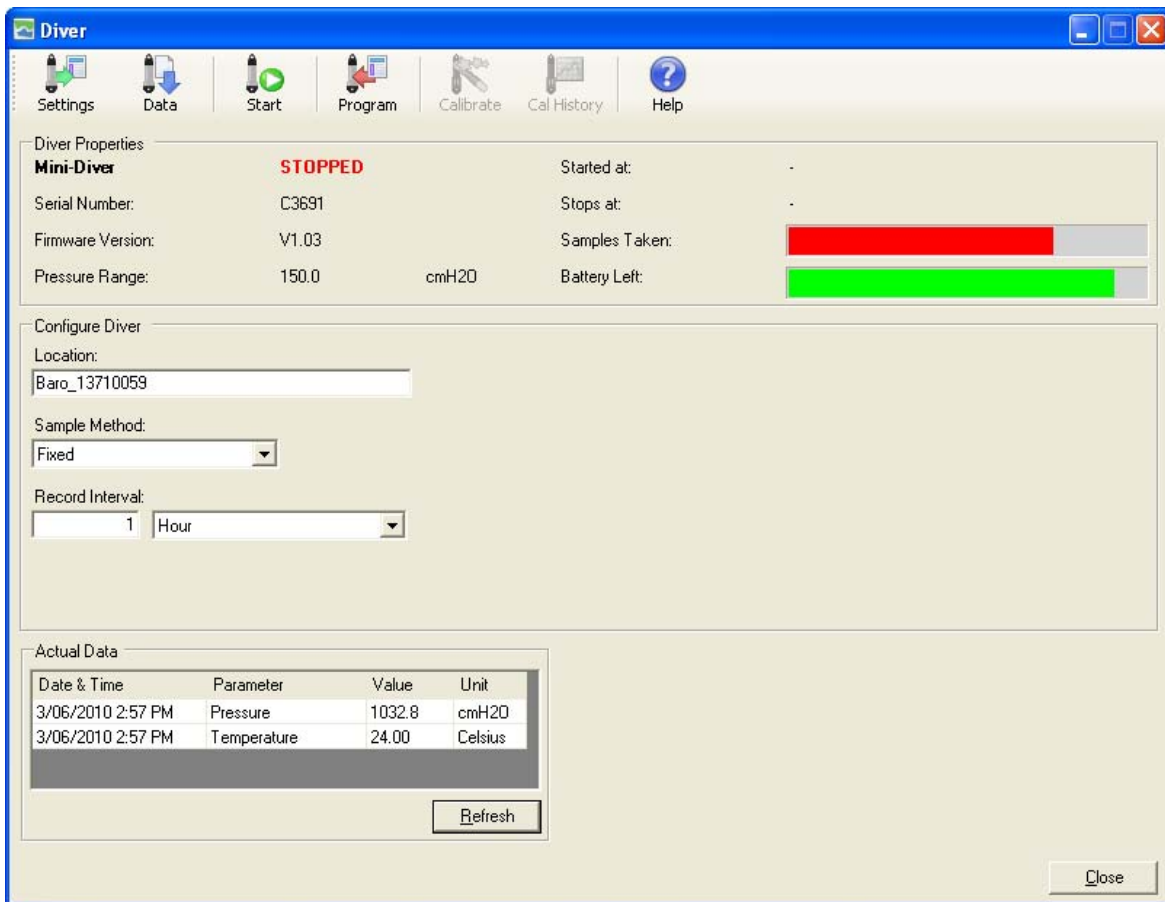 Diver
Settings Data Start Program Calibrate Cal History Help
Diver Properties
Mini-Diver STOPPED Started at: -
Serial Number: C3691 Stops at: -
Firmware Version: V1.03 Samples Taken:
Pressure Range: 150.0 cmH2O Battery Left:
Configure Diver
Location:
Baro_13710059
Sample Method:
Fixed
Record Interval:
1 Hour
Actual Data
Date & Time Parameter Value Unit
3/06/2010 2:57 PM Pressure 1032.8 cmH2O
3/06/2010 2:57 PM Temperature 24.00 Celsius
Refresh
Close